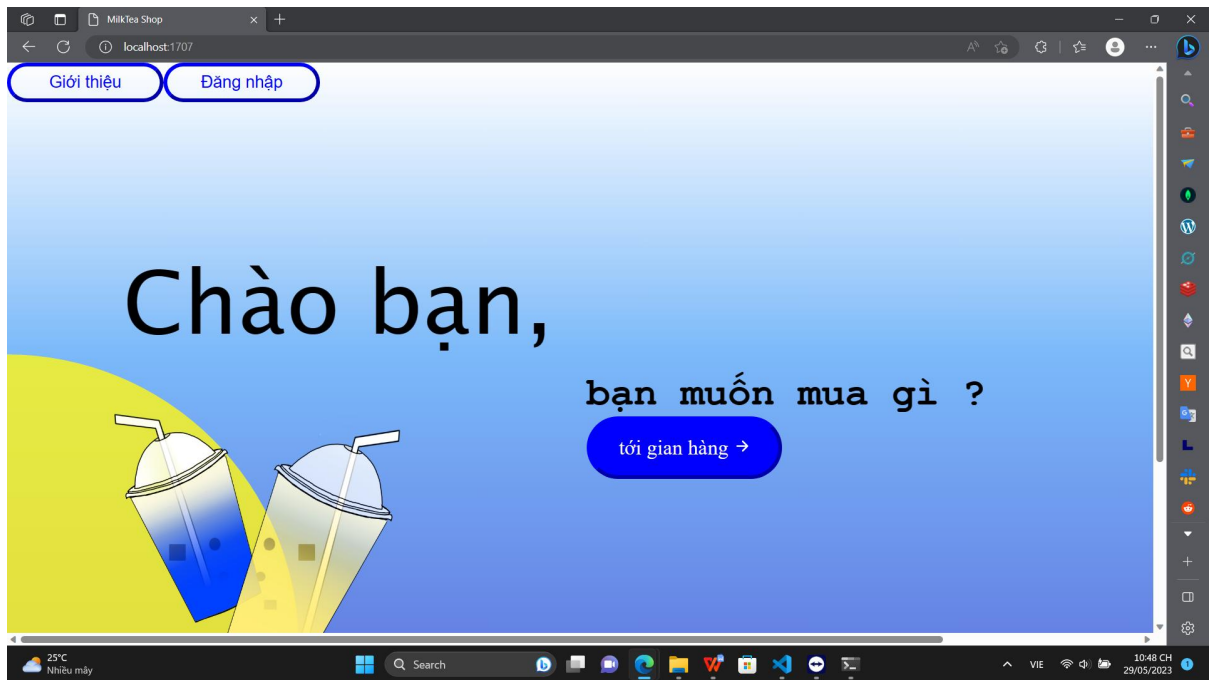 MilkTea Shop
localhost:1707
Giới thiệu
Đăng nhập
Chào bạn,
bạn muốn mua gì ?
tới gian hàng →
25°C
Nhiều mây
Search
VIE
10:48 CH
29/05/2023
1